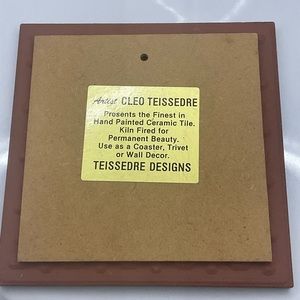 Artist CLEO TEISSEDRE
Presents the Finest in
Hand Painted Ceramic Tile.
Kiln Fired for
Permanent Beauty.
Use as a Coaster, Trivet
or Wall Decor.
TEISSEDRE DESIGNS